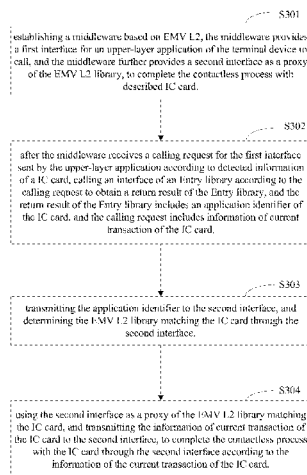 S301
establishing a middleware based on EMV L2, the middleware provides
a first interface for an upper-layer application of the terminal device to
call, and the middleware further provides a second interface as a proxy
of the EMV L2 library, to complete the contactless process with
described IC card.
S302
after the middleware receives a calling request for the first interface
sent by the upper-layer application according to detected information
of a IC card, calling an interface of an Entry library according to the
calling request to obtain a return result of the Entry library, and the
return result of the Entry library includes an application identifier of
the IC card, and the calling request includes information of current
transaction of the IC card.
S303
transmitting the application identifier to the second interface, and
determining the EMV L2 library matching the IC card through the
second interface.
S304
using the second interface as a proxy of the EMV L2 library matching
the IC card, and transmitting the information of current transaction of
the IC card to the second interface, to complete the contactless process
with the IC card through the second interface according to the
information of the current transaction of the IC card.